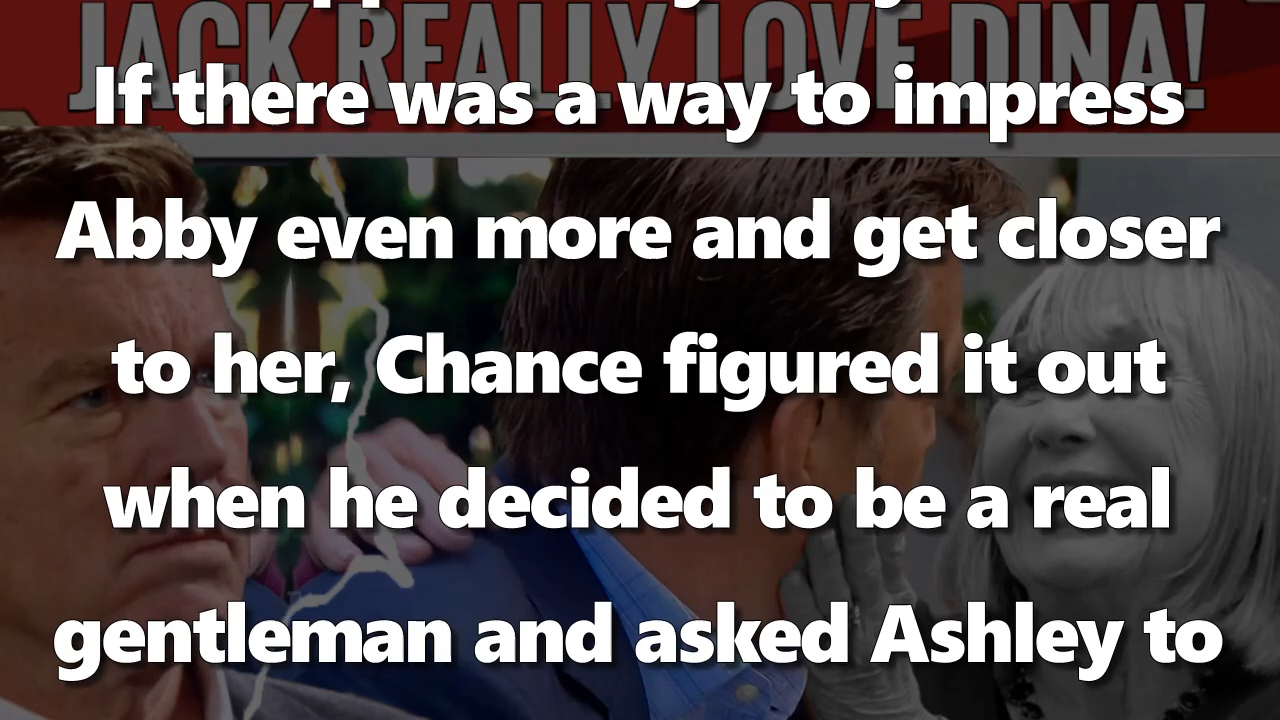 JACK REALLY LOVE DINA!
If there was a way to impress
Abby even more and get closer
to her, Chance figured it out
when he decided to be a real
gentleman and asked Ashley to